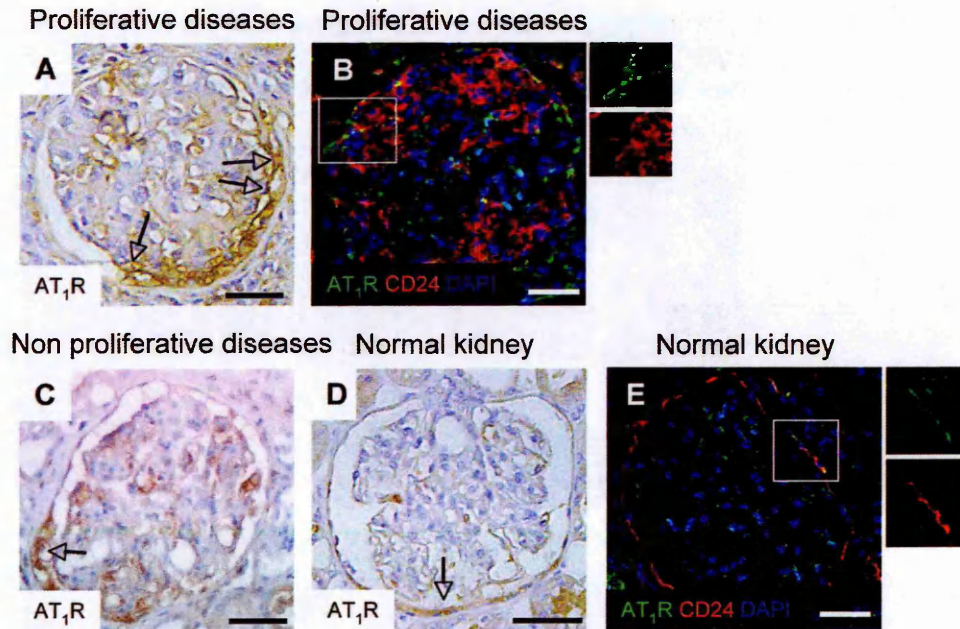 Proliferative diseases
Proliferative diseases
A
B
AT₁R
AT₁R CD24 DAPI
Non proliferative diseases
Normal kidney
Normal kidney
C
D
E
AT₁R
AT₁R
AT₁R CD24 DAPI